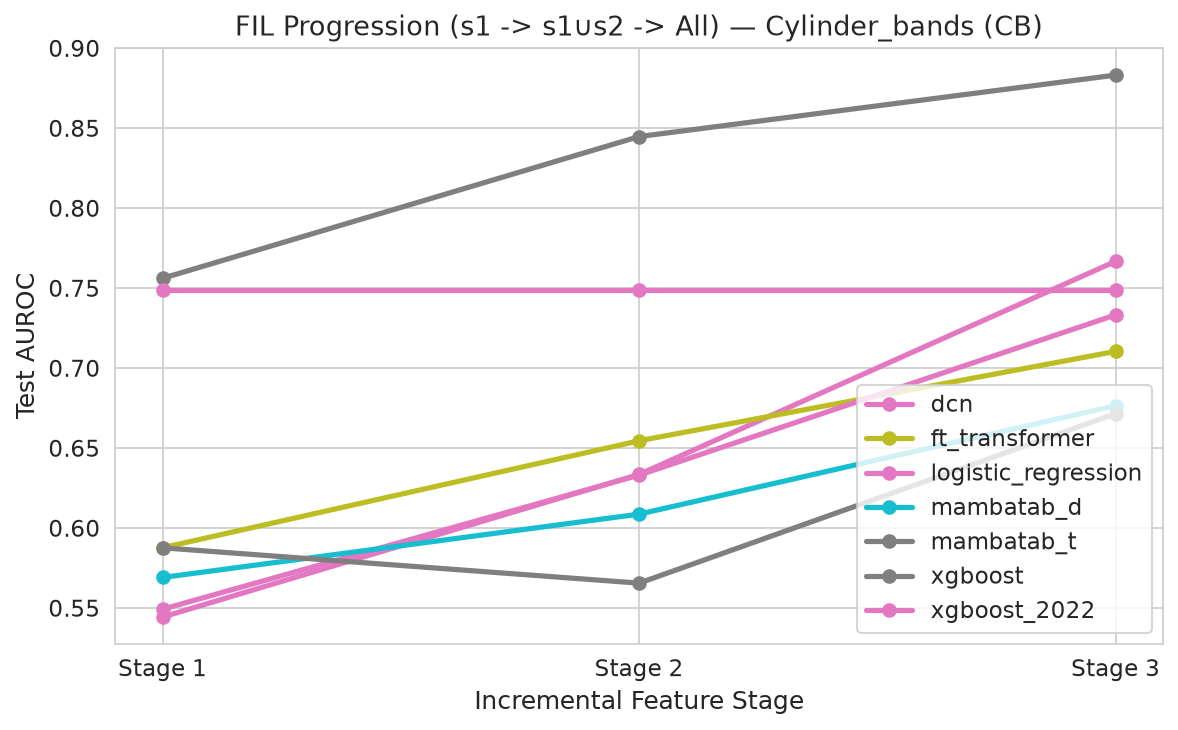 FIL Progression (s1 -> s1∪s2 -> All) — Cylinder_bands (CB)
Test AUROC
0.90
0.85
0.80
0.75
0.70
0.65
0.60
0.55
dcn
ft_transformer
logistic_regression
mambatab_d
mambatab_t
xgboost
xgboost_2022
Stage 1
Stage 2
Stage 3
Incremental Feature Stage